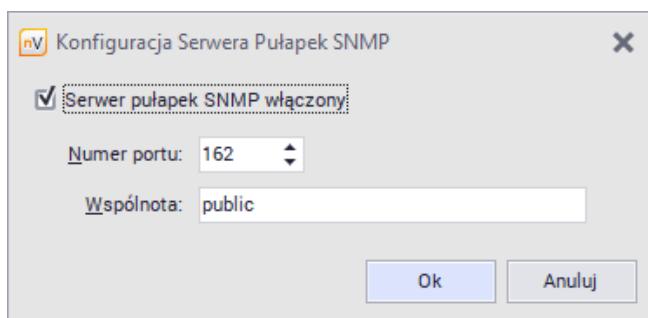 nV Konfiguracja Serwera Pułapek SNMP
Serwer pułapek SNMP włączony
Numer portu: 162
Wspólnota: public
Ok Anuluj